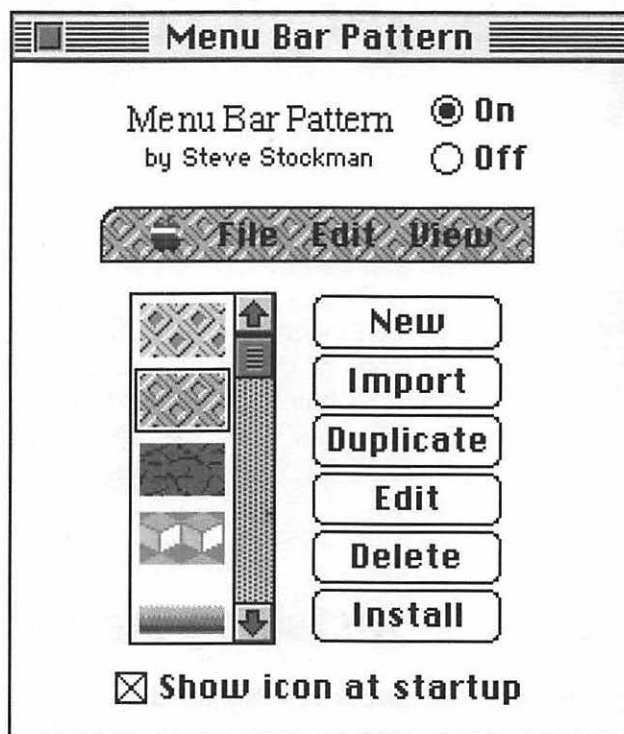 Menu Bar Pattern
Menu Bar Pattern
by Steve Stockman
On
Off
File Edit View
New
Import
Duplicate
Edit
Delete
Install
Show icon at startup